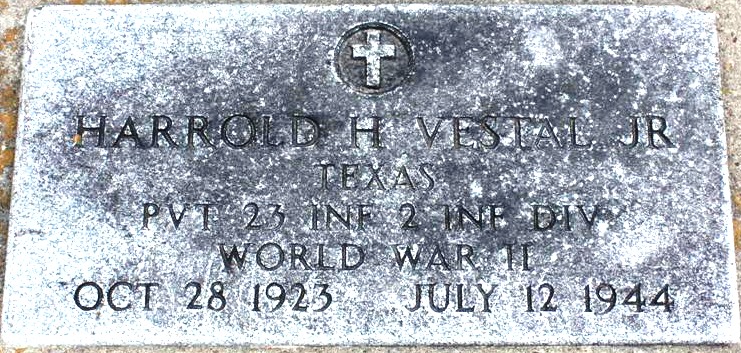 HARROLD H VESTAL JR
TEXAS
PVT 23 INF 2 INF DIV
WORLD WAR II
OCT 28 1923 JULY 12 1944